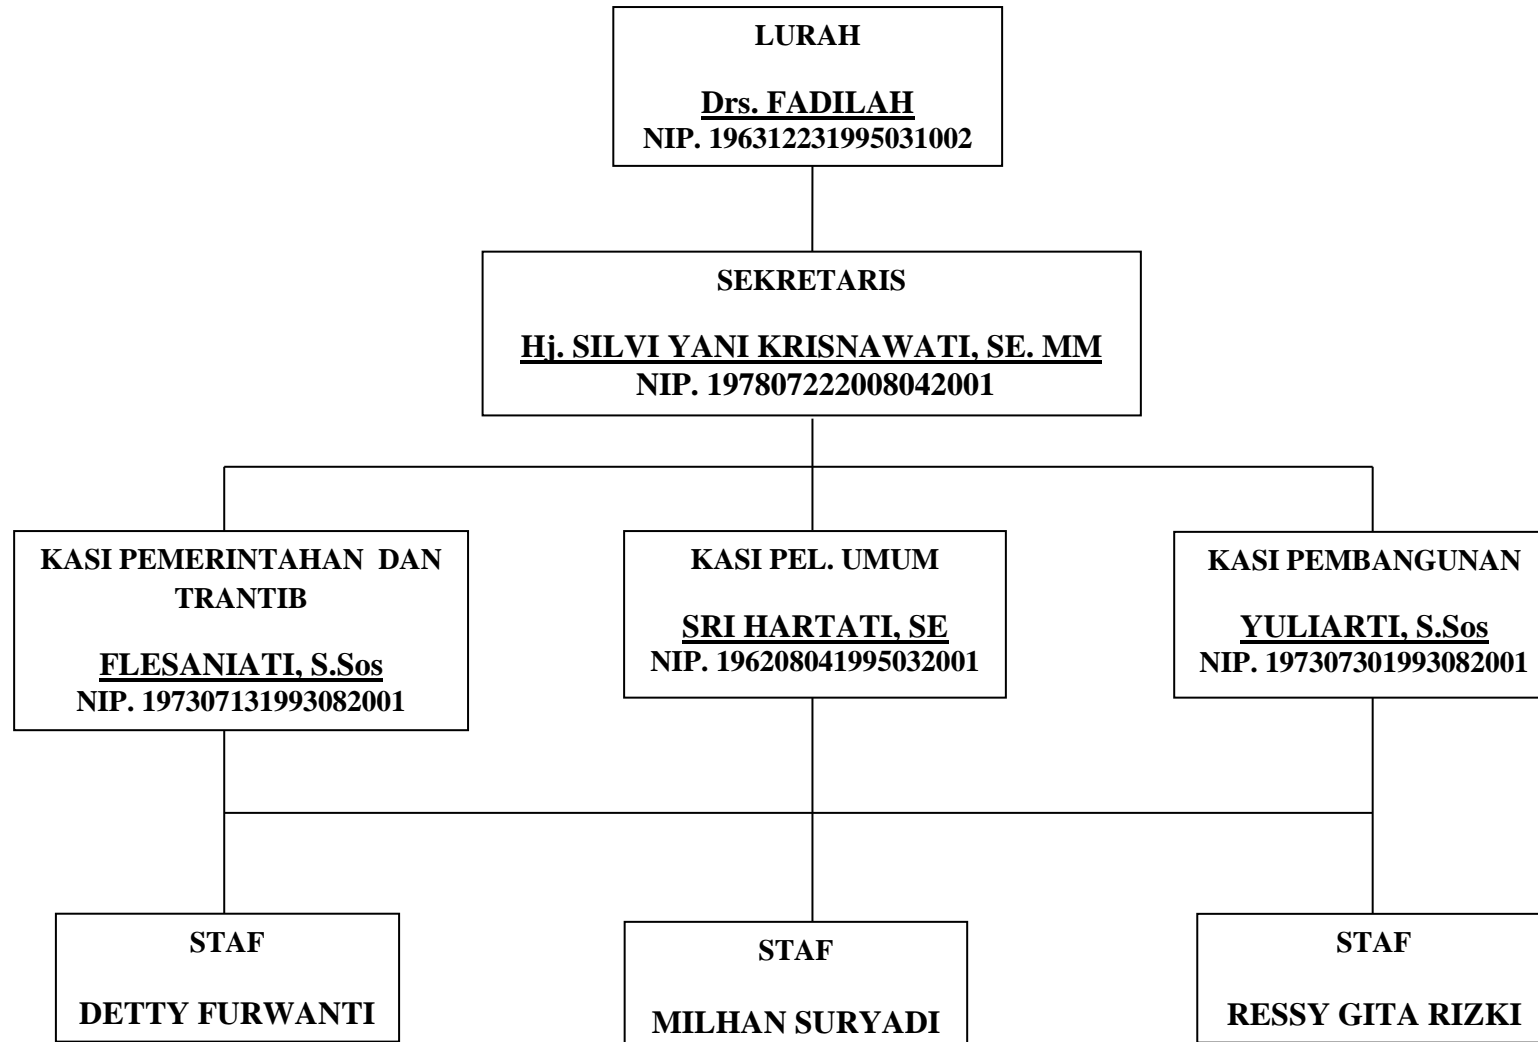 LURAH
Drs. FADILAH
NIP. 196312231995031002
SEKRETARIS
Hj. SILVI YANI KRISNAWATI, SE. MM
NIP. 197807222008042001
KASI PEMERINTAHAN DAN
TRANTIB
FLESANIATI, S.Sos
NIP. 197307131993082001
KASI PEL. UMUM
SRI HARTATI, SE
NIP. 196208041995032001
KASI PEMBANGUNAN
YULIARTI, S.Sos
NIP. 197307301993082001
STAF
DETTY FURWANTI
STAF
MILHAN SURYADI
STAF
RESSY GITA RIZKI